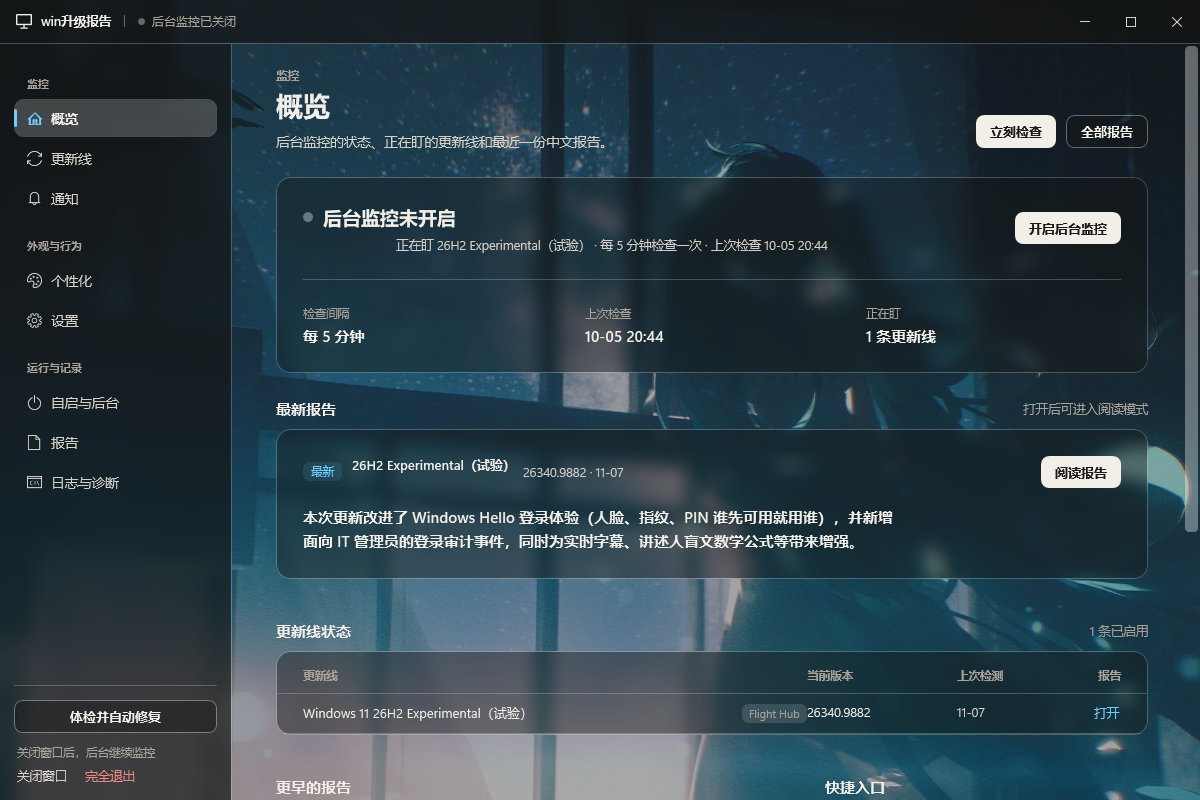 win升级报告
后台监控已关闭
监控
概览
更新线
通知
外观与行为
个性化
设置
运行与记录
自启与后台
报告
日志与诊断
体检并自动修复
关闭窗口后，后台继续监控
关闭窗口 完全退出
监控
概览
后台监控的状态、正在盯的更新线和最近一份中文报告。
立刻检查 全部报告
后台监控未开启
正在盯 26H2 Experimental（试验） · 每 5 分钟检查一次 · 上次检查 10-05 20:44
开启后台监控
检查间隔 上次检查 正在盯
每 5 分钟 10-05 20:44 1 条更新线
最新报告 打开后可进入阅读模式
最新 26H2 Experimental（试验） 26340.9882 · 11-07
阅读报告
本次更新改进了 Windows Hello 登录体验（人脸、指纹、PIN 谁先可用就用谁），并新增
面向 IT 管理员的登录审计事件，同时为实时字幕、讲述人盲文数学公式等带来增强。
更新线状态 1 条已启用
更新线 当前版本 上次检测 报告
Windows 11 26H2 Experimental（试验） Flight Hub 26340.9882 11-07 打开
更早的报告 快捷入口